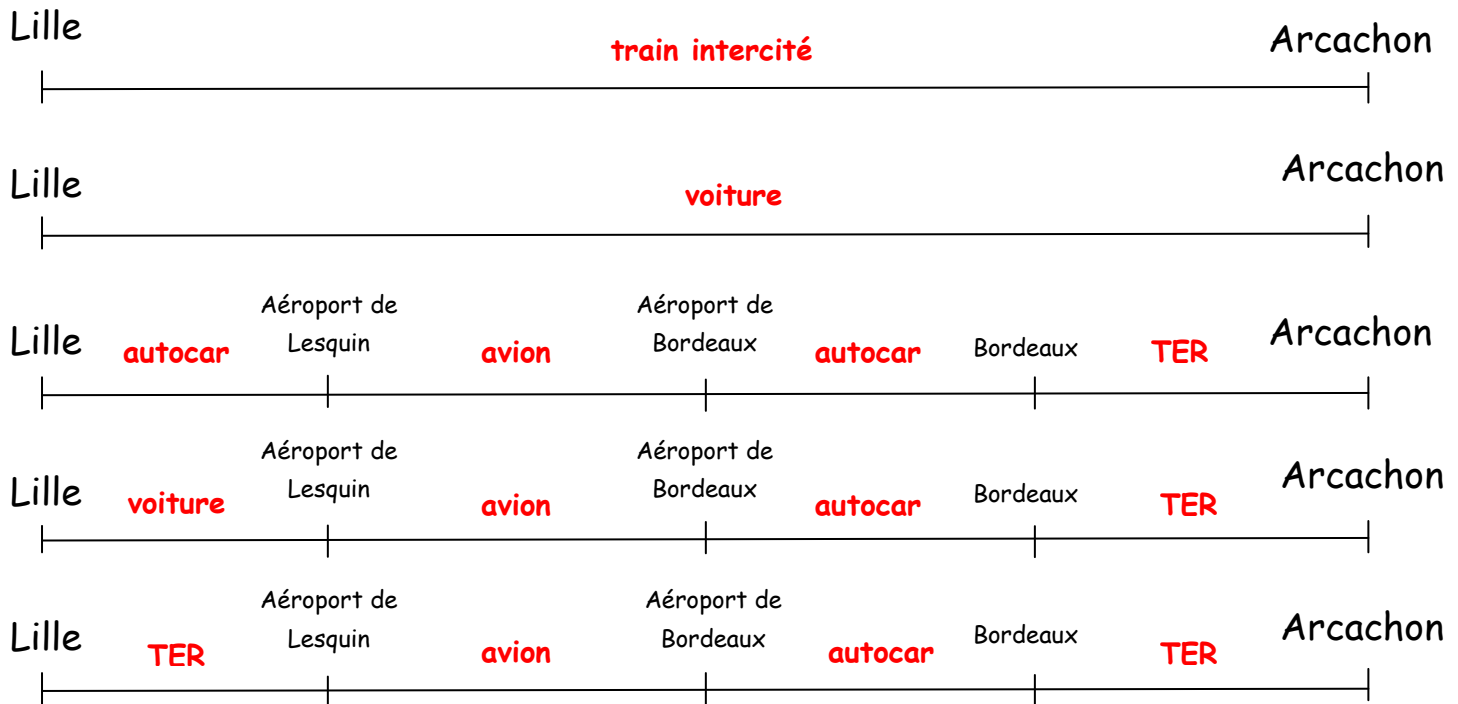 Lille train intercité Arcachon
Lille voiture Arcachon
Aéroport de Aéroport de
Lille autocar Lesquin avion Bordeaux autocar Bordeaux TER Arcachon
Aéroport de Aéroport de
Lille voiture Lesquin avion Bordeaux autocar Bordeaux TER Arcachon
Aéroport de Aéroport de
Lille TER Lesquin avion Bordeaux autocar Bordeaux TER Arcachon